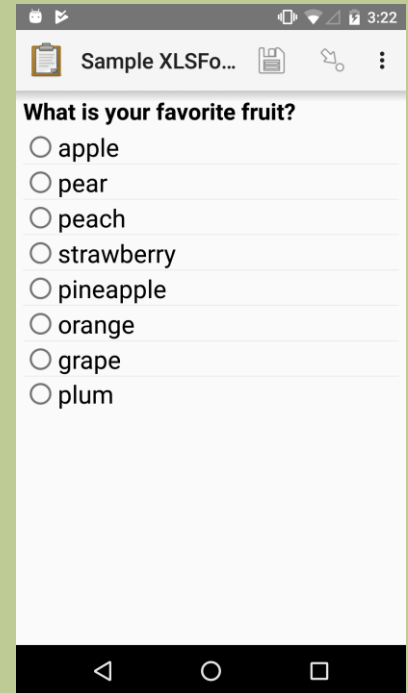 3:22
Sample XLSFo...
What is your favorite fruit?
apple
pear
peach
strawberry
pineapple
orange
grape
plum